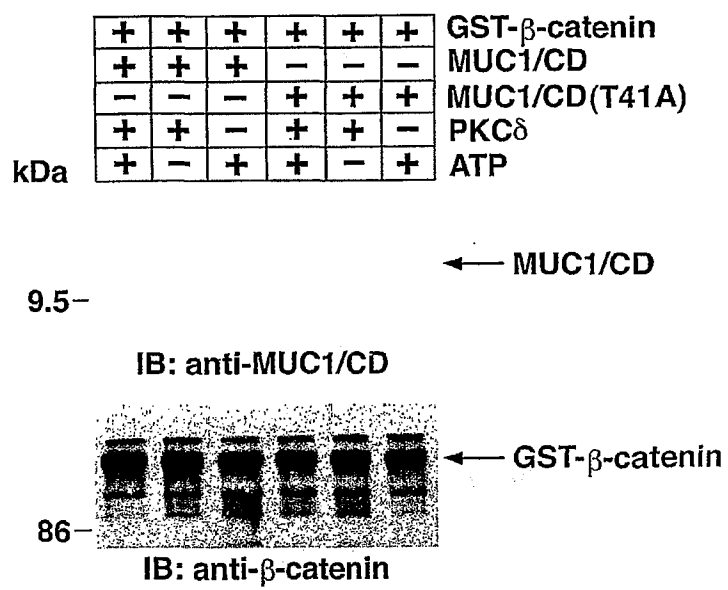 + + + + + + GST-β-catenin
+ + + − − − MUC1/CD
− − − + + + MUC1/CD(T41A)
+ + − + + − PKCδ
kDa + − + + − + ATP
MUC1/CD
9.5
IB: anti-MUC1/CD
GST-β-catenin
86
IB: anti-β-catenin